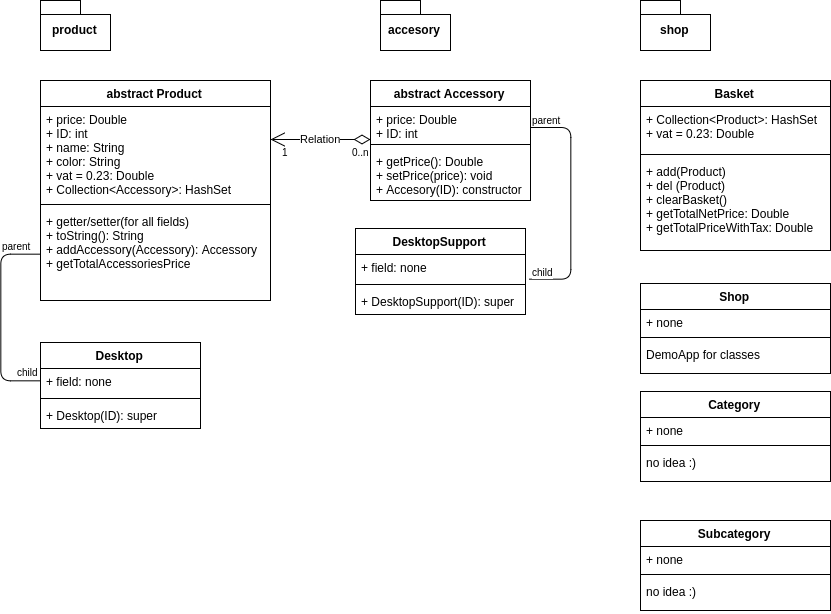 product
accesory
shop
abstract Product
+ price: Double
+ ID: int
+ name: String
+ color: String
+ vat = 0.23: Double
+ Collection<Accessory>: HashSet
+ getter/setter(for all fields)
+ toString(): String
+ addAccessory(Accessory): Accessory
+ getTotalAccessoriesPrice
parent
child
Desktop
+ field: none
+ Desktop(ID): super
Relation
1
0..n
abstract Accessory
+ price: Double
+ ID: int
+ getPrice(): Double
+ setPrice(price): void
+ Accesory(ID): constructor
parent
child
DesktopSupport
+ field: none
+ DesktopSupport(ID): super
Basket
+ Collection<Product>: HashSet
+ vat = 0.23: Double
+ add(Product)
+ del (Product)
+ clearBasket()
+ getTotalNetPrice: Double
+ getTotalPriceWithTax: Double
Shop
+ none
DemoApp for classes
Category
+ none
no idea :)
Subcategory
+ none
no idea :)